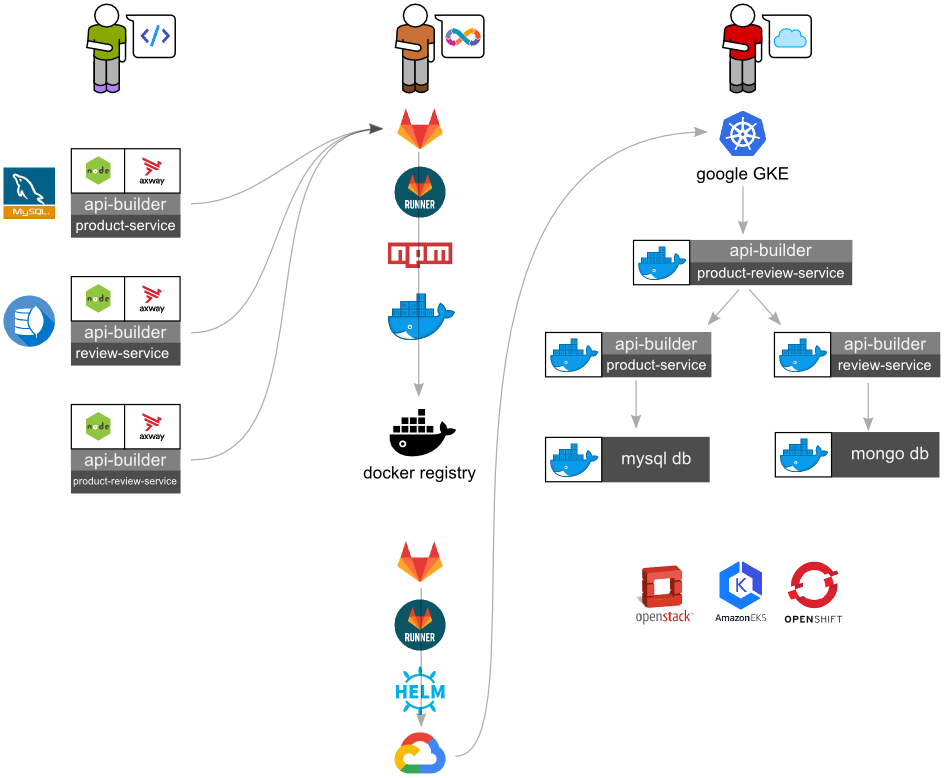 </>
node
axway
api-builder
product-service
MySQL
node
axway
api-builder
review-service
node
axway
api-builder
product-review-service
RUNNER
npm
docker registry
RUNNER
HELM
google GKE
api-builder
product-review-service
api-builder
product-service
api-builder
review-service
mysql db
mongo db
openstack
K
Amazon EKS
OPENSHIFT